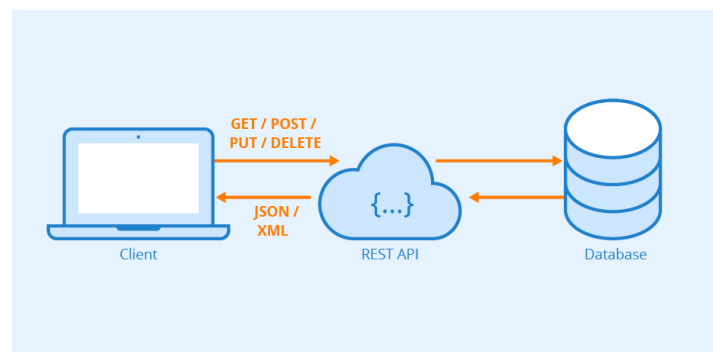 GET / POST /
PUT / DELETE
JSON /
XML
{...}
Client
REST API
Database